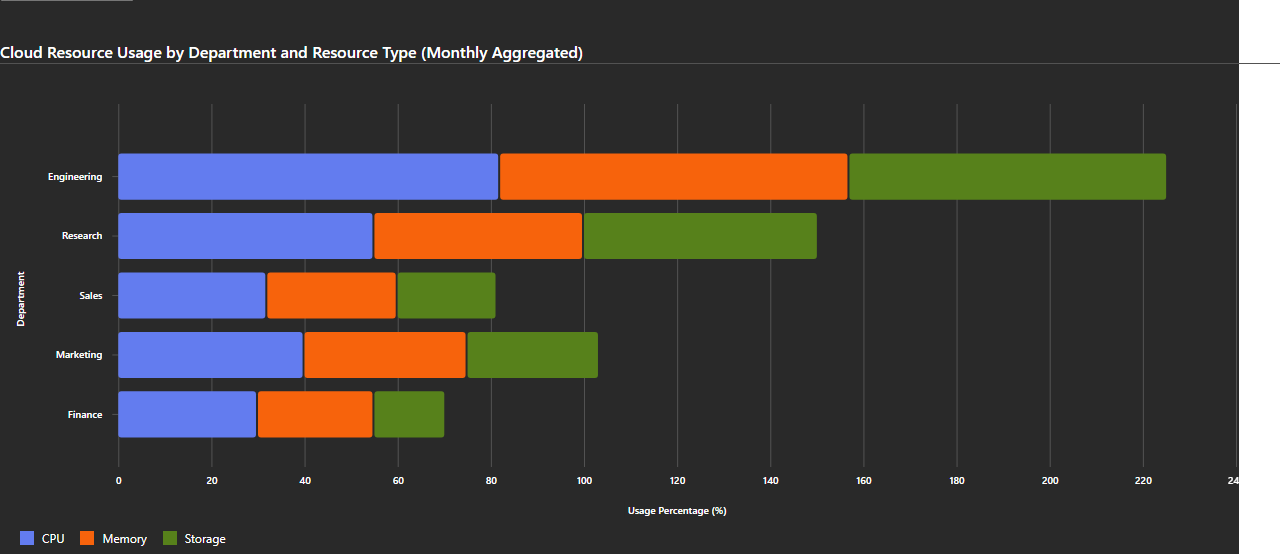 Cloud Resource Usage by Department and Resource Type (Monthly Aggregated)
Engineering
Research
Sales
Marketing
Finance
Department
0 20 40 60 80 100 120 140 160 180 200 220 24
Usage Percentage (%)
CPU Memory Storage